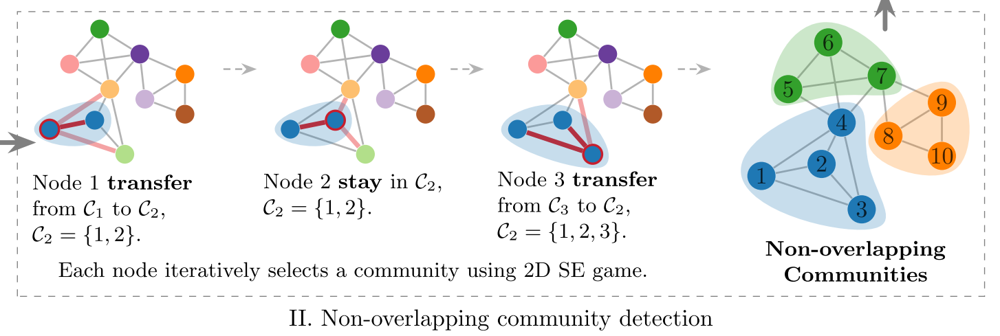 Node 1 transfer
from 𝒞₁ to 𝒞₂,
𝒞₂ = {1, 2}.
Node 2 stay in 𝒞₂,
𝒞₂ = {1, 2}.
Node 3 transfer
from 𝒞₃ to 𝒞₂,
𝒞₂ = {1, 2, 3}.
Each node iteratively selects a community using 2D SE game.
6
7
5
9
4
8
10
2
1
3
Non-overlapping
Communities
II. Non-overlapping community detection